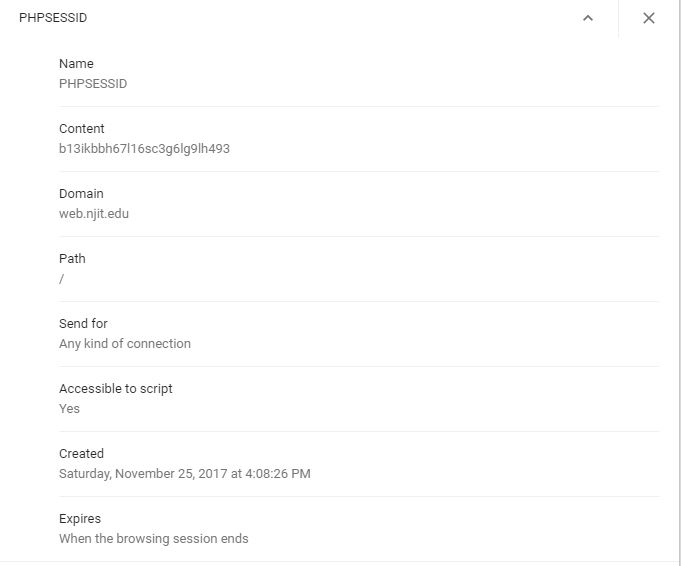 PHPSESSID
Name
PHPSESSID
Content
b13ikbbh67l16sc3g6lg9lh493
Domain
web.njit.edu
Path
/
Send for
Any kind of connection
Accessible to script
Yes
Created
Saturday, November 25, 2017 at 4:08:26 PM
Expires
When the browsing session ends